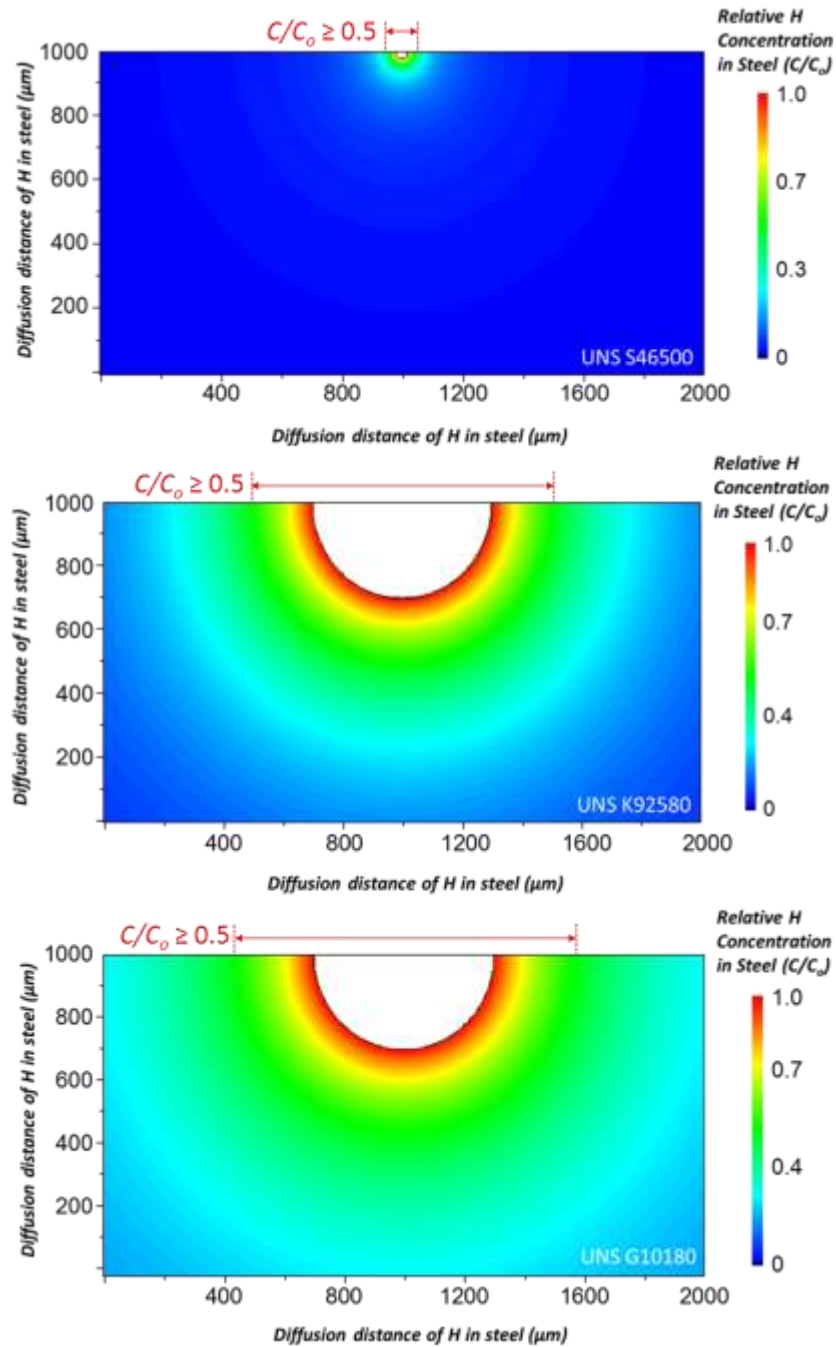 C/Co ≥ 0.5
Relative H
Concentration
in Steel (C/Co)
1.0
0.7
0.3
0
Diffusion distance of H in steel (μm)
1000
800
600
400
200
UNS S46500
400
800
1200
1600
2000
Diffusion distance of H in steel (μm)
C/Co ≥ 0.5
Relative H
Concentration
in Steel (C/Co)
1.0
0.7
0.4
0
Diffusion distance of H in steel (μm)
1000
800
600
400
200
UNS K92580
400
800
1200
1600
2000
Diffusion distance of H in steel (μm)
C/Co ≥ 0.5
Relative H
Concentration
in Steel (C/Co)
1.0
0.7
0.4
0
Diffusion distance of H in steel (μm)
1000
800
600
400
200
UNS G10180
400
800
1200
1600
2000
Diffusion distance of H in steel (μm)